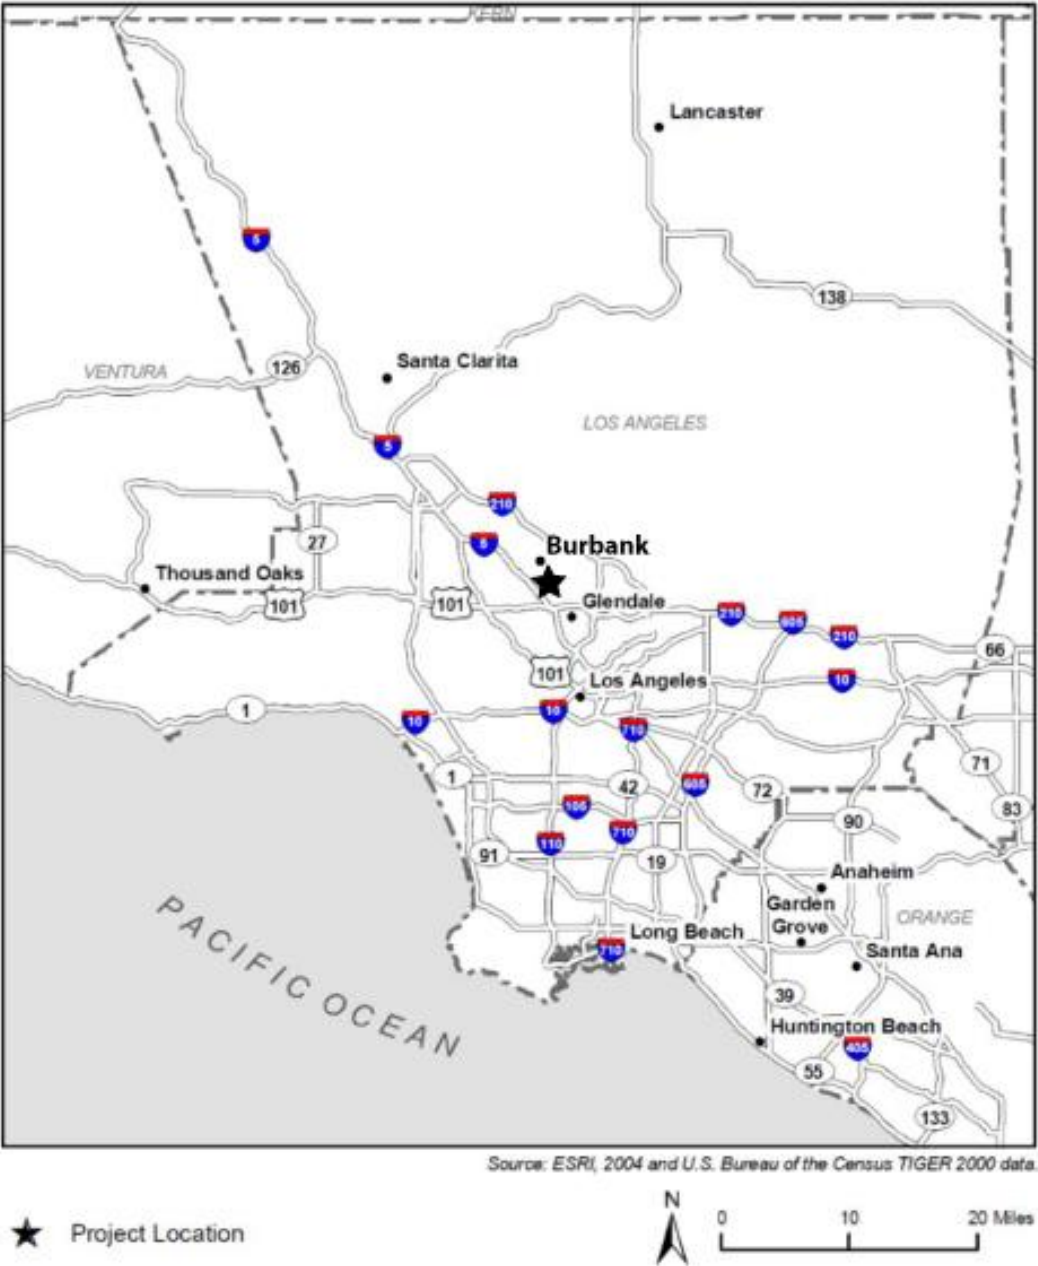 KERN
Lancaster
5
138
Santa Clarita
126
VENTURA
LOS ANGELES
5
210
27
5
Burbank
Thousand Oaks
101
101
Glendale
210
605
210
66
101
Los Angeles
10
1
10
10
710
1
42
605
72
71
105
83
110
710
90
91
19
Anaheim
Garden
Grove
ORANGE
PACIFIC OCEAN
Long Beach
710
Santa Ana
39
Huntington Beach
405
55
133
Source: ESRI, 2004 and U.S. Bureau of the Census TIGER 2000 data.
Project Location
N
0 10 20 Miles